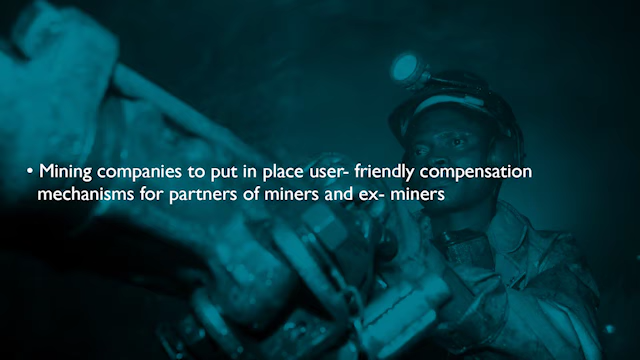 • Mining companies to put in place user- friendly compensation
mechanisms for partners of miners and ex- miners